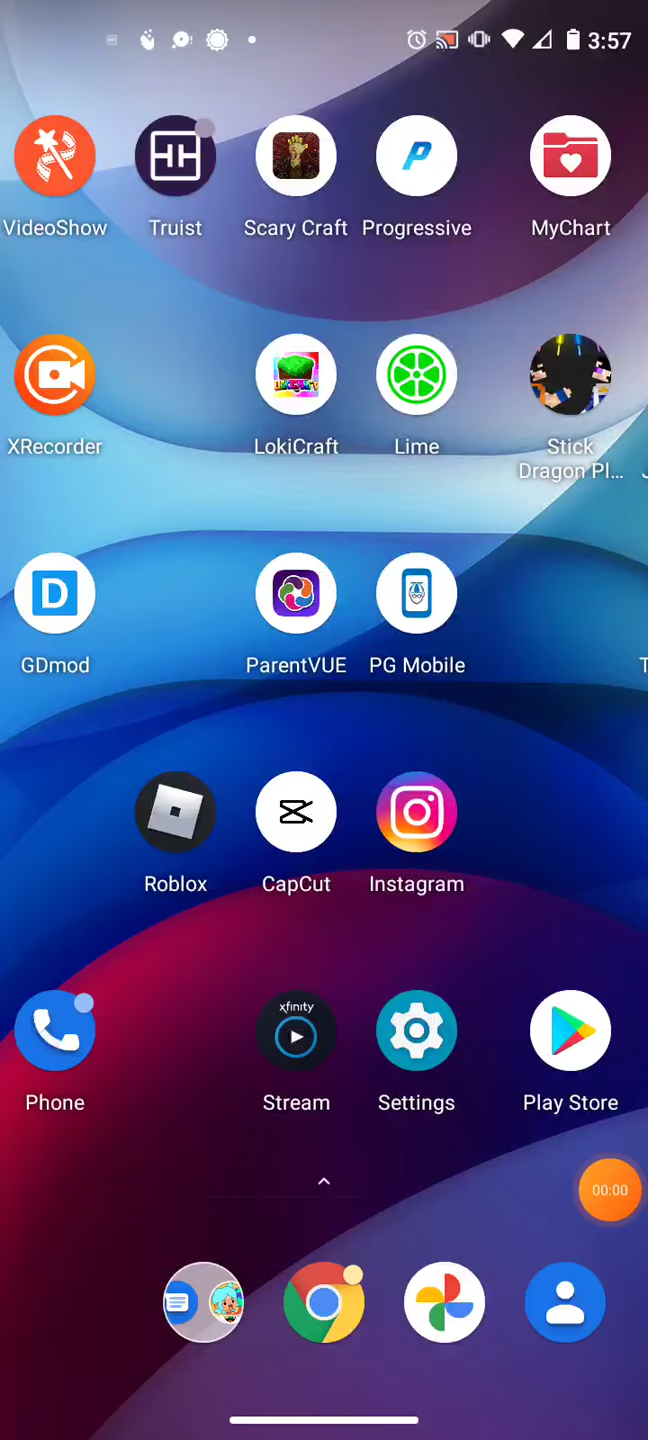 3:57
VideoShow
Truist
Scary Craft
Progressive
MyChart
XRecorder
LokiCraft
Lime
Stick
Dragon Pl...
D
GDmod
ParentVUE
PG Mobile
Roblox
CapCut
Instagram
xfinity
Phone
Stream
Settings
Play Store
00:00